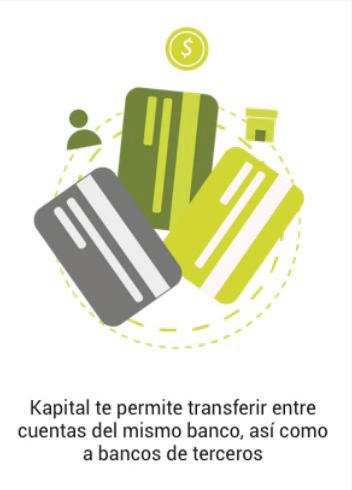 $
Kapital te permite transferir entre
cuentas del mismo banco, así como
a bancos de terceros